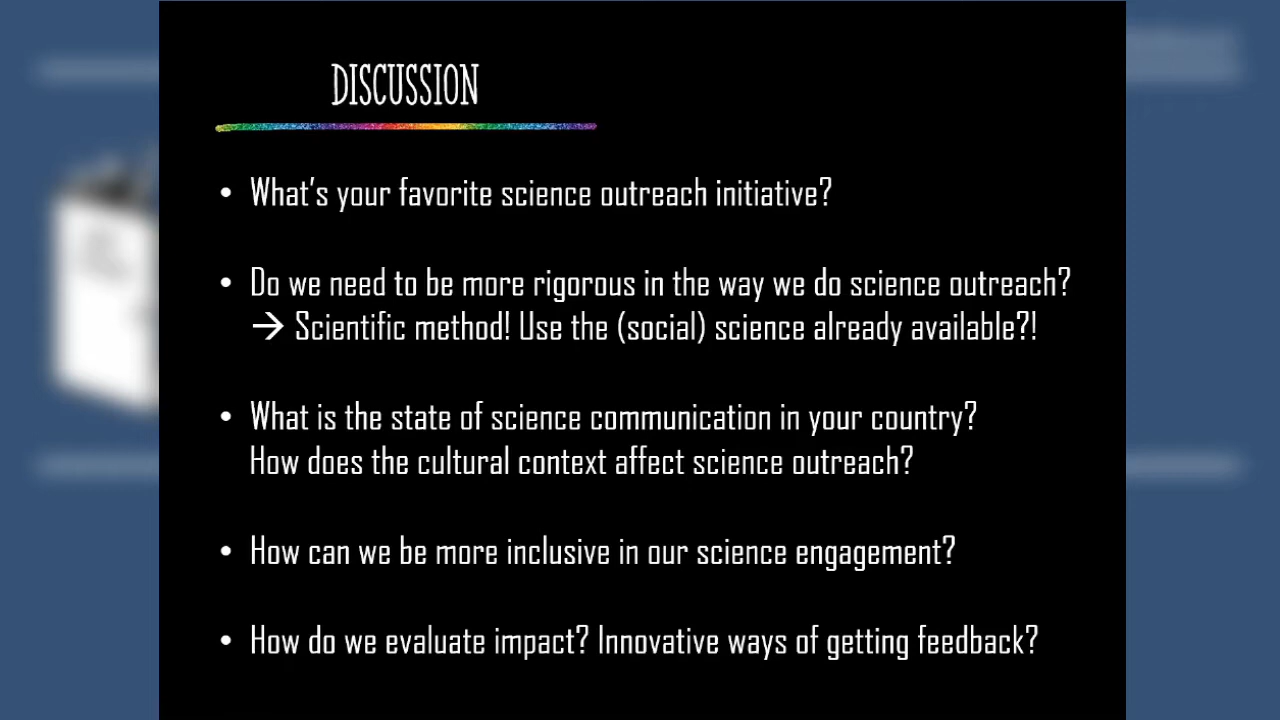 DISCUSSION
• What's your favorite science outreach initiative?
• Do we need to be more rigorous in the way we do science outreach?
→ Scientific method! Use the (social) science already available?!
• What is the state of science communication in your country?
How does the cultural context affect science outreach?
• How can we be more inclusive in our science engagement?
• How do we evaluate impact? Innovative ways of getting feedback?